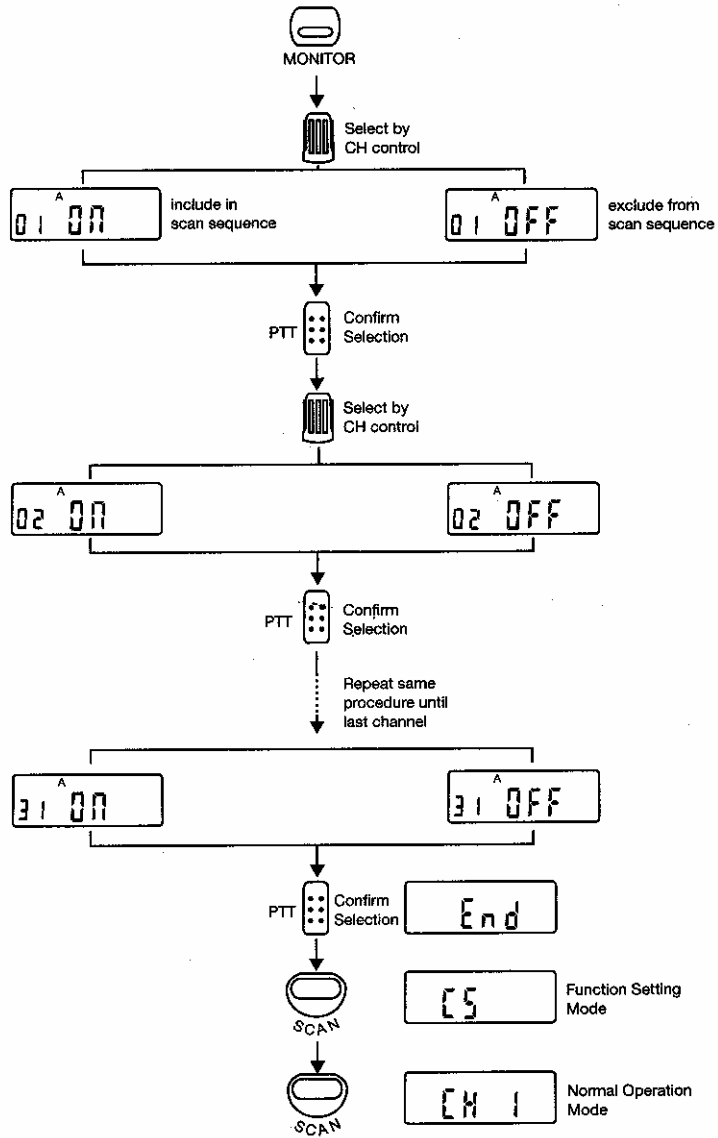 MONITOR
Select by
CH control
A
01 ON
include in
scan sequence
A
01 OFF
exclude from
scan sequence
PTT
Confirm
Selection
Select by
CH control
A
02 ON
A
02 OFF
PTT
Confirm
Selection
Repeat same
procedure until
last channel
A
31 ON
A
31 OFF
PTT
Confirm
Selection
End
SCAN
CS
Function Setting
Mode
SCAN
CH 1
Normal Operation
Mode